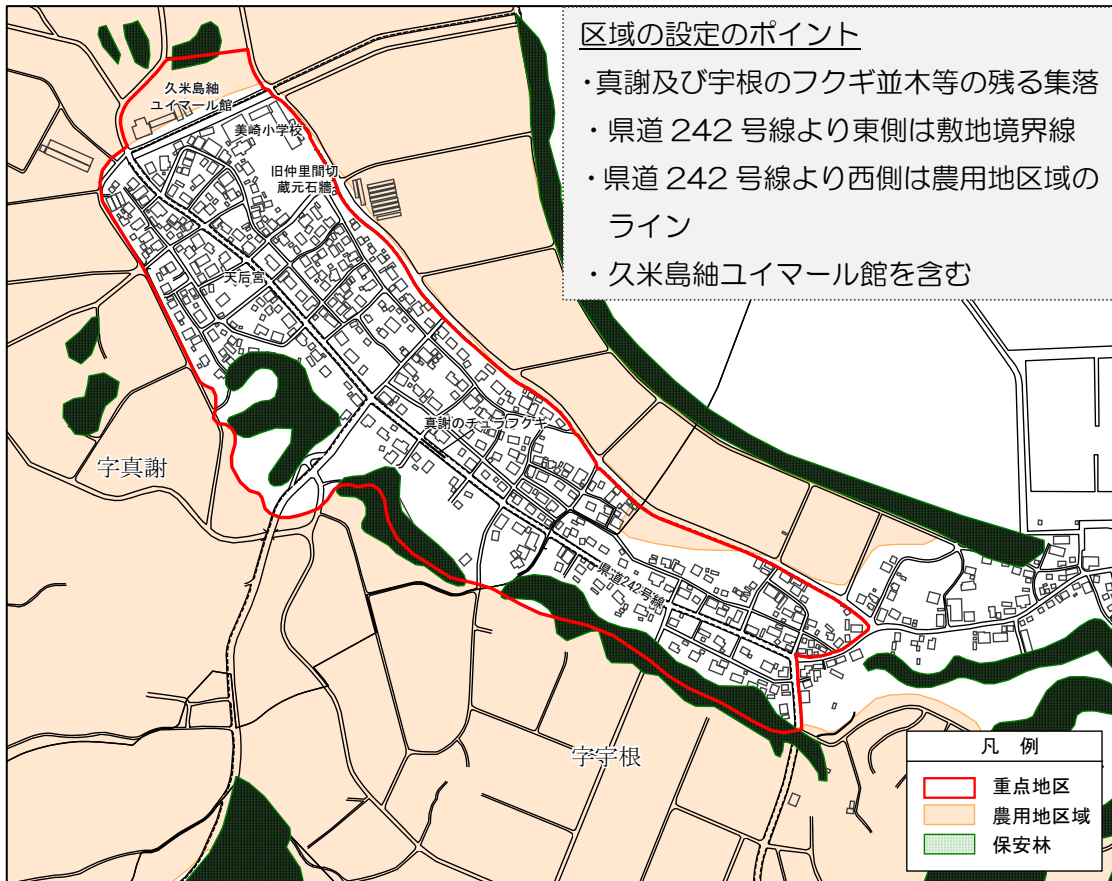 区域の設定のポイント
・真謝及び宇根のフクギ並木等の残る集落
・県道 242 号線より東側は敷地境界線
・県道 242 号線より西側は農用地区域の
ライン
・久米島紬ユイマール館を含む
久米島紬
ユイマール館
美崎小学校
旧仲里間切
蔵元石牆
天后宮
真謝のチュラフクギ
字真謝
県道242号線
字宇根
凡 例
重点地区
農用地区域
保安林